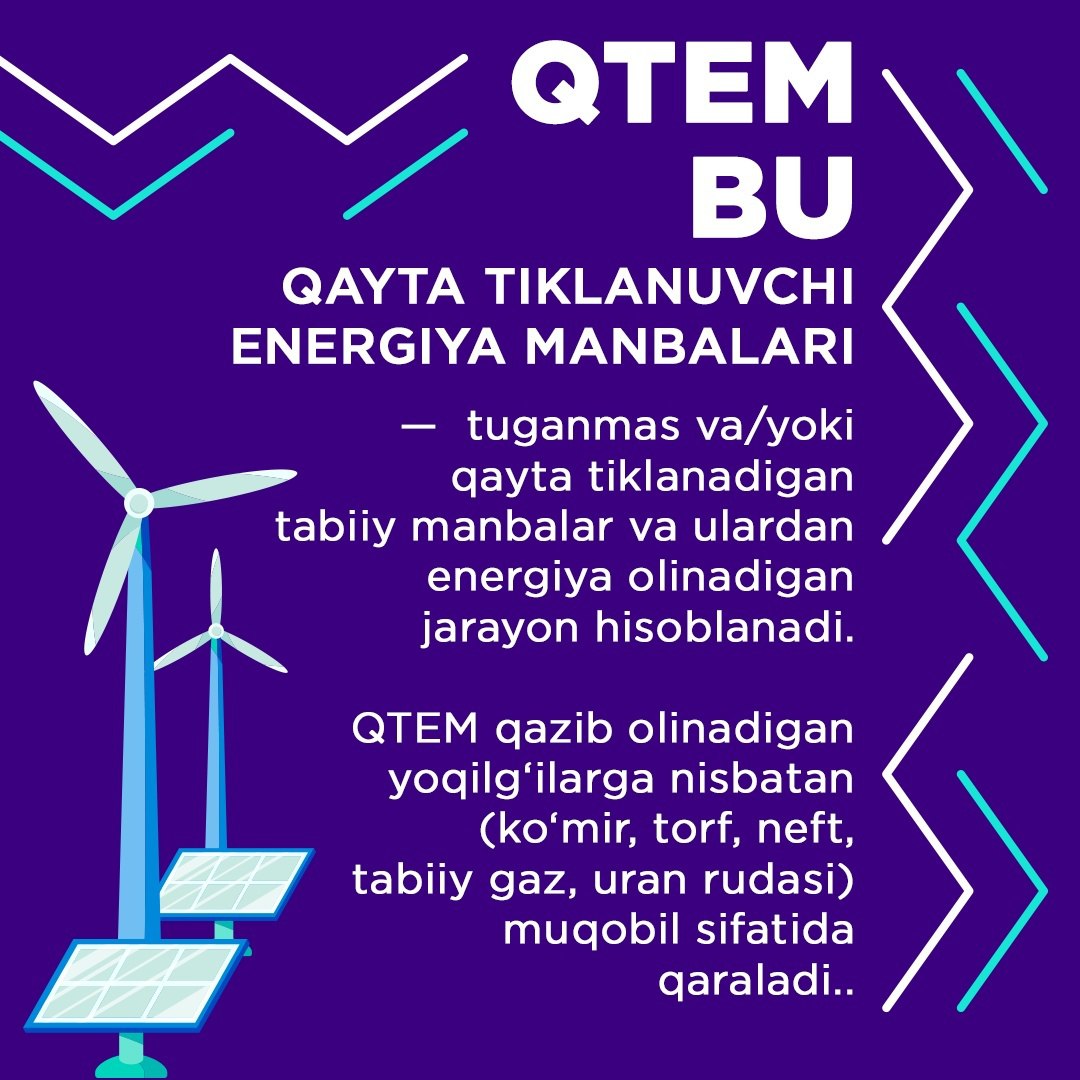 QTEM
BU
QAYTA TIKLANUVCHI
ENERGIYA MANBALARI
— tuganmas va/yoki
qayta tiklanadigan
tabiiy manbalar va ulardan
energiya olinadigan
jarayon hisoblanadi.
QTEM qazib olinadigan
yoqilg‘ilarga nisbatan
(ko‘mir, torf, neft,
tabiiy gaz, uran rudasi)
muqobil sifatida
qaraladi..